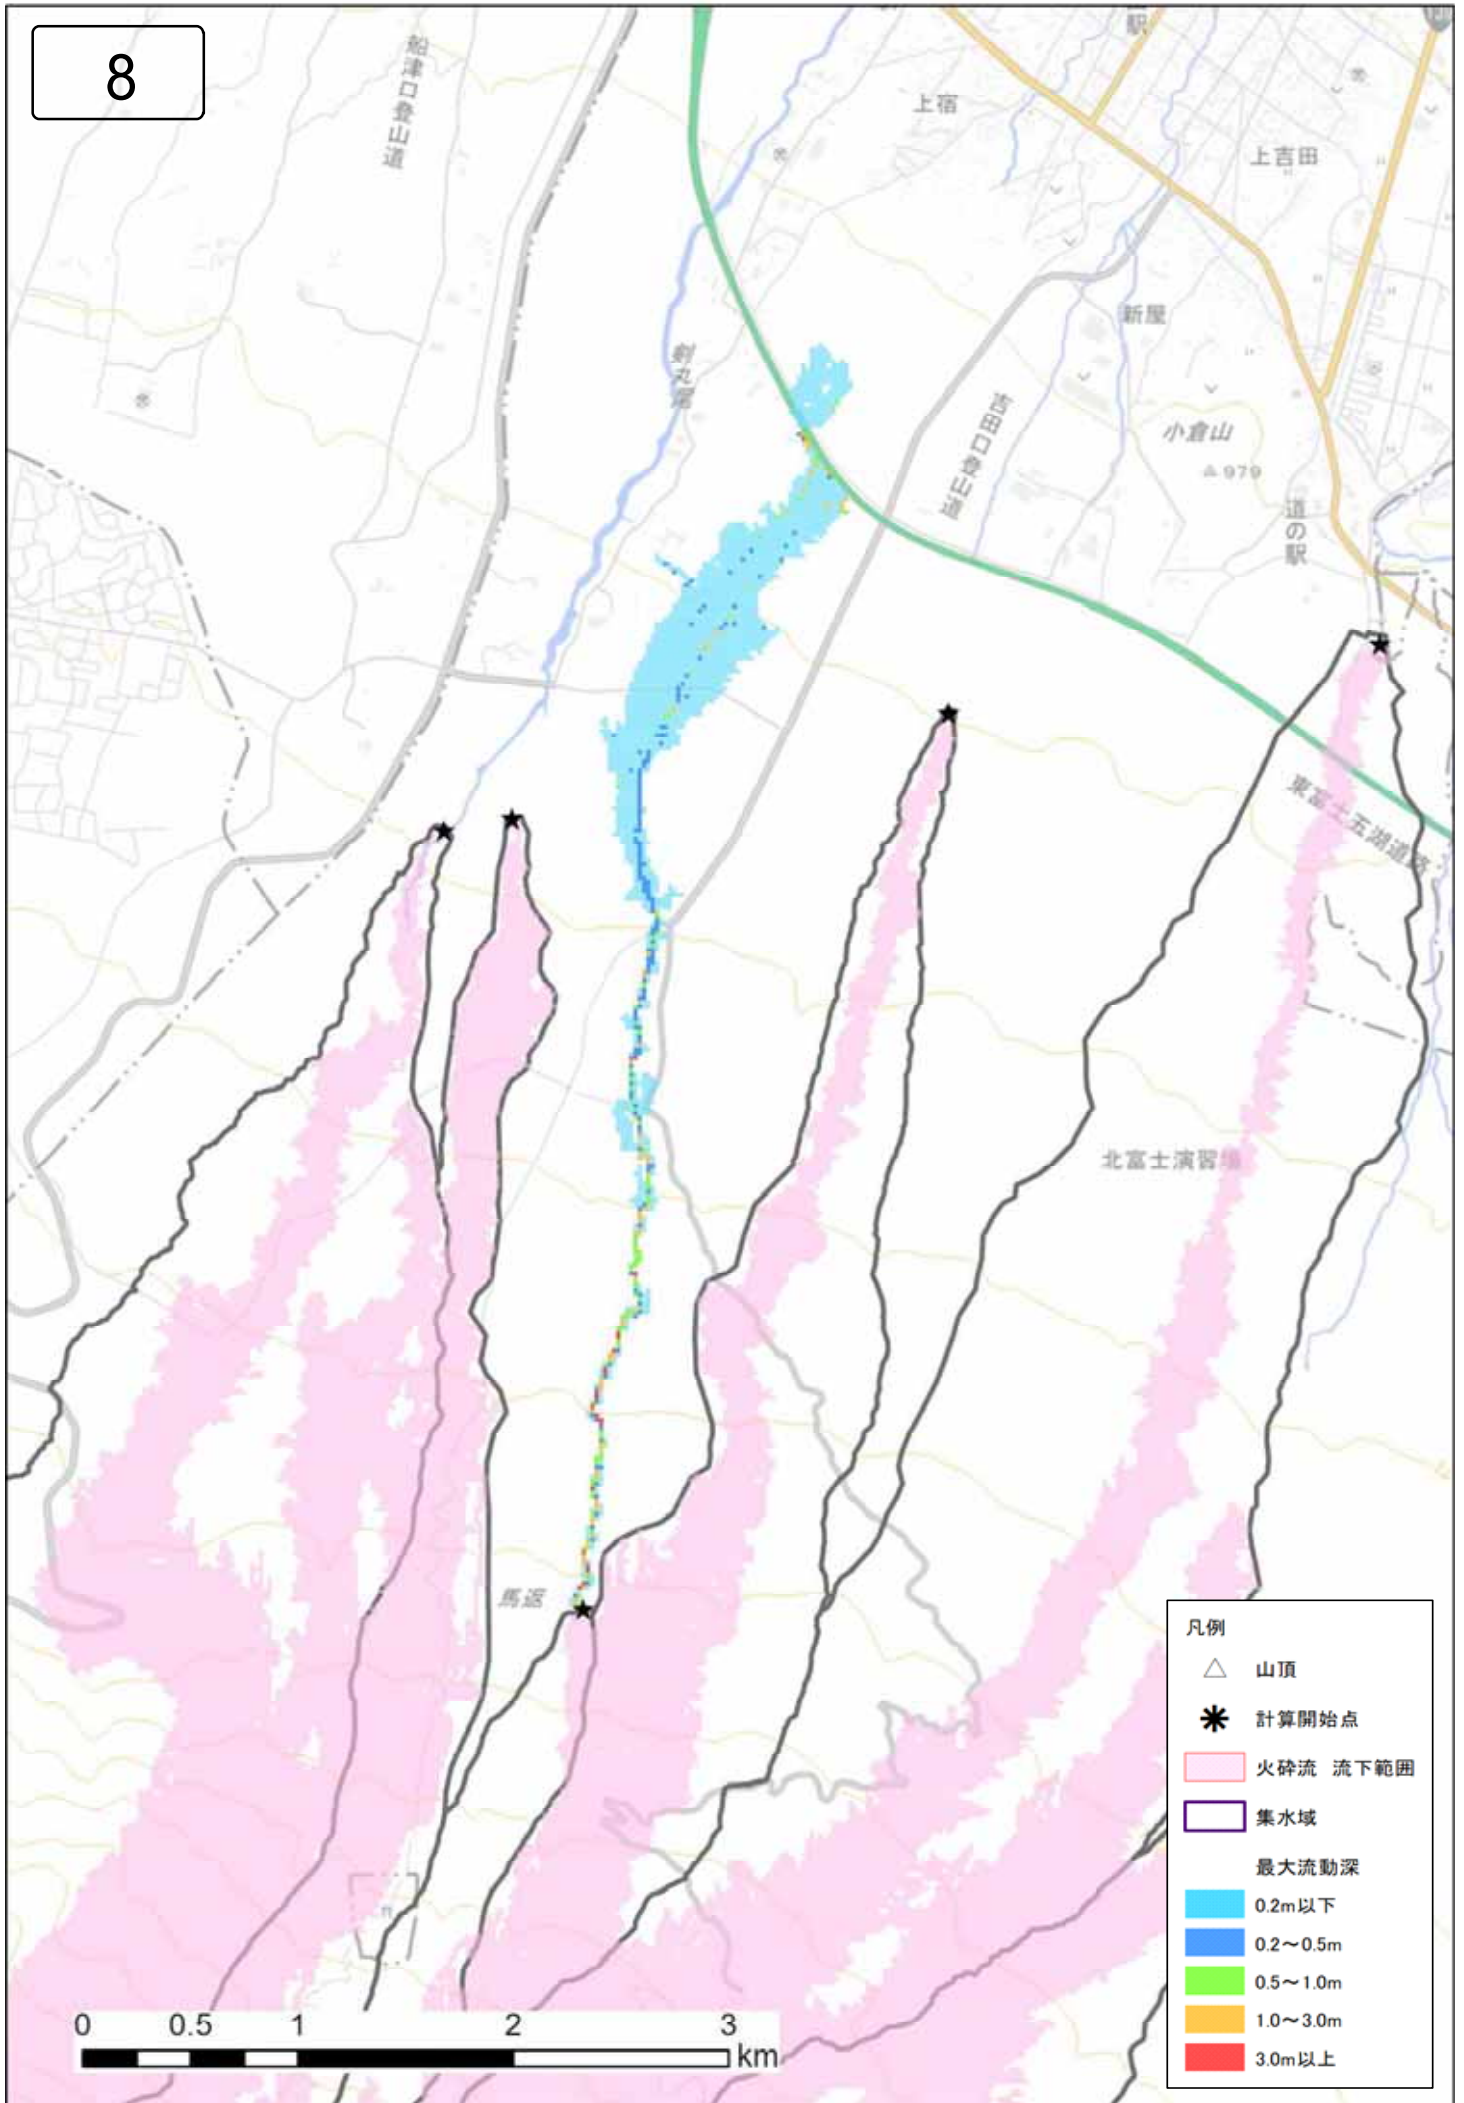 8
船津口登山道
上宿
上吉田
新屋
剣丸尾
吉田口登山道
小倉山
979
道の駅
東富士五湖道路
北富士演習場
馬返
凡例
山頂
計算開始点
火砕流 流下範囲
集水域
最大流動深
0.2m以下
0.2～0.5m
0.5～1.0m
1.0～3.0m
3.0m以上
0 0.5 1 2 3
km